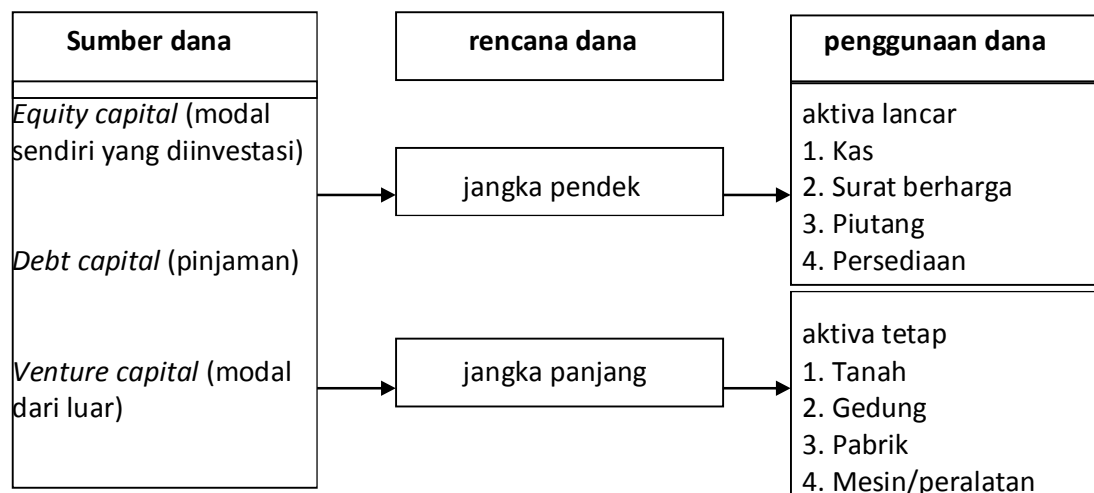 Sumber dana
rencana dana
penggunaan dana
Equity capital (modal
sendiri yang diinvestasi)
Debt capital (pinjaman)
Venture capital (modal
dari luar)
jangka pendek
jangka panjang
aktiva lancar
1. Kas
2. Surat berharga
3. Piutang
4. Persediaan
aktiva tetap
1. Tanah
2. Gedung
3. Pabrik
4. Mesin/peralatan